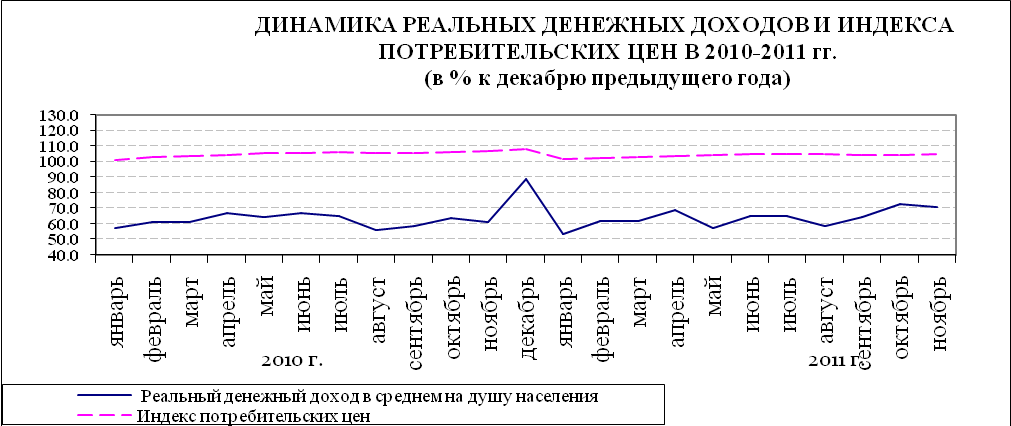 ДИНАМИКА РЕАЛЬНЫХ ДЕНЕЖНЫХ ДОХОДОВ И ИНДЕКСА
ПОТРЕБИТЕЛЬСКИХ ЦЕН В 2010-2011 гг.
(в % к декабрю предыдущего года)
130.0
120.0
110.0
100.0
90.0
80.0
70.0
60.0
50.0
40.0
январь
февраль
март
апрель
май
июнь
июль
август
сентябрь
октябрь
ноябрь
декабрь
январь
февраль
март
апрель
май
июнь
июль
август
сентябрь
октябрь
ноябрь
2010 г.
2011 г.
Реальный денежный доход в среднем на душу населения
Индекс потребительских цен